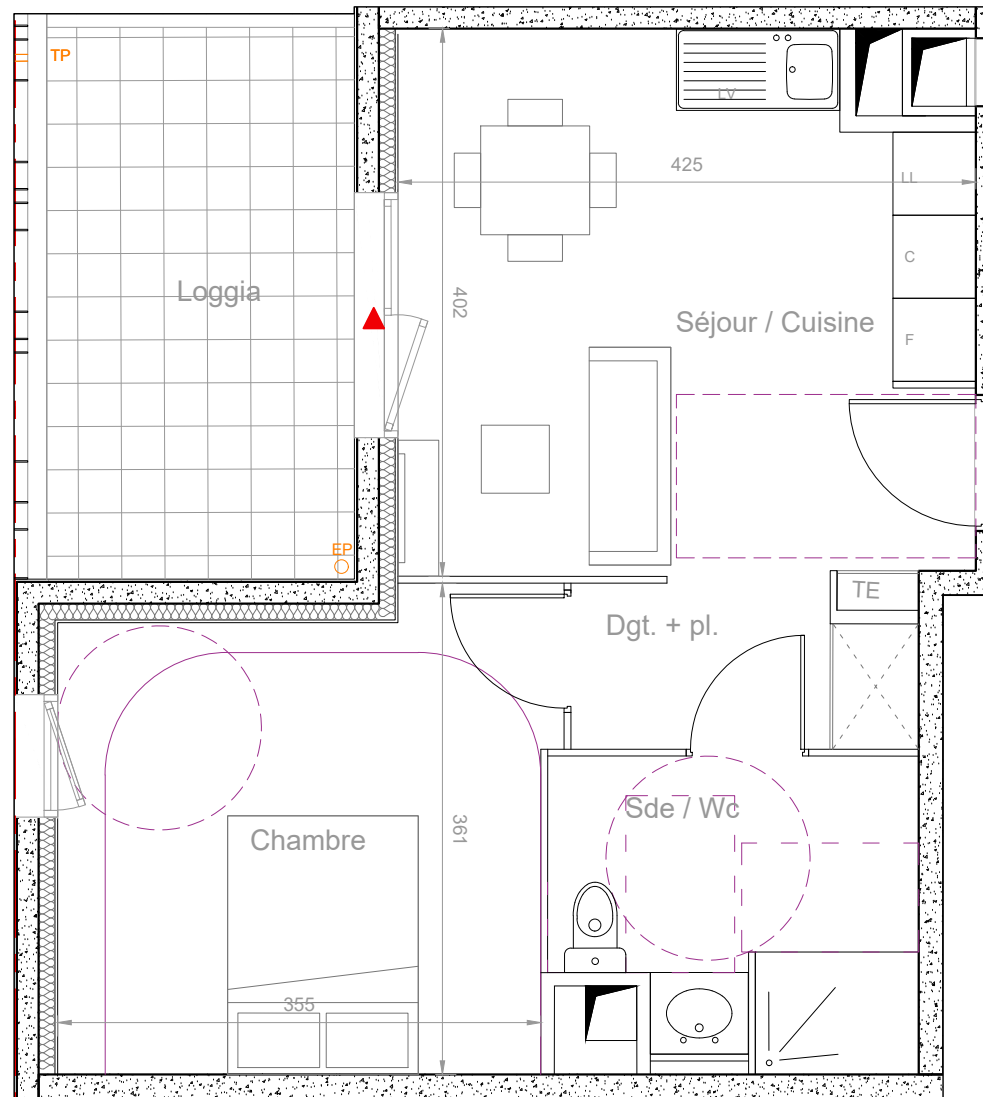 TP
LV
425
LL
C
Loggia
402
Séjour / Cuisine
F
EP
TE
Dgt. + pl.
Sde / Wc
Chambre
361
355